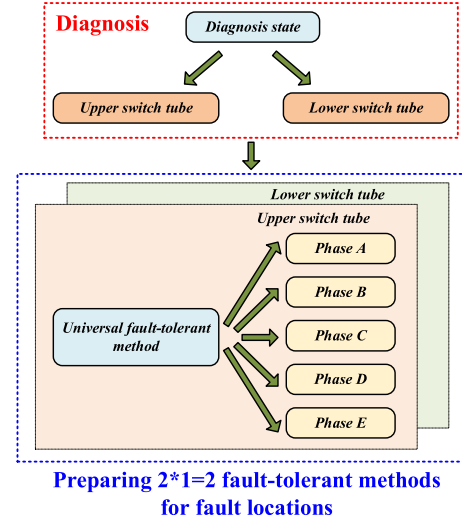 Diagnosis
Diagnosis state
Upper switch tube
Lower switch tube
Lower switch tube
Upper switch tube
Phase A
Phase B
Universal fault-tolerant
method
Phase C
Phase D
Phase E
Preparing 2*1=2 fault-tolerant methods
for fault locations